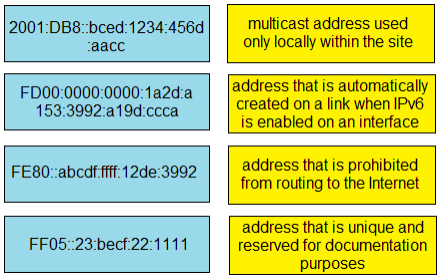 2001:DB8::bced:1234:456d
:aacc
multicast address used
only locally within the site
FD00:0000:0000:1a2d:a
153:3992:a19d:ccca
address that is automatically
created on a link when IPv6
is enabled on an interface
FE80::abcdf:ffff:12de:3992
address that is prohibited
from routing to the Internet
FF05::23:becf:22:1111
address that is unique and
reserved for documentation
purposes